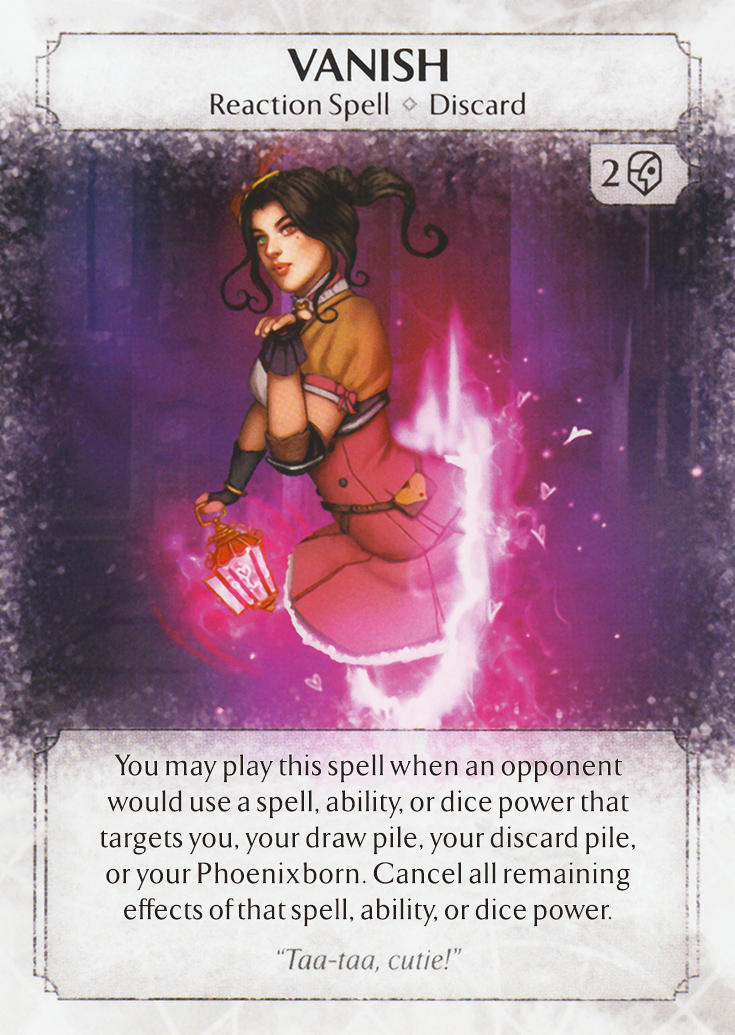 VANISH
Reaction Spell ◇ Discard
2
You may play this spell when an opponent
would use a spell, ability, or dice power that
targets you, your draw pile, your discard pile,
or your Phoenixborn. Cancel all remaining
effects of that spell, ability, or dice power.
“Taa-taa, cutie!”